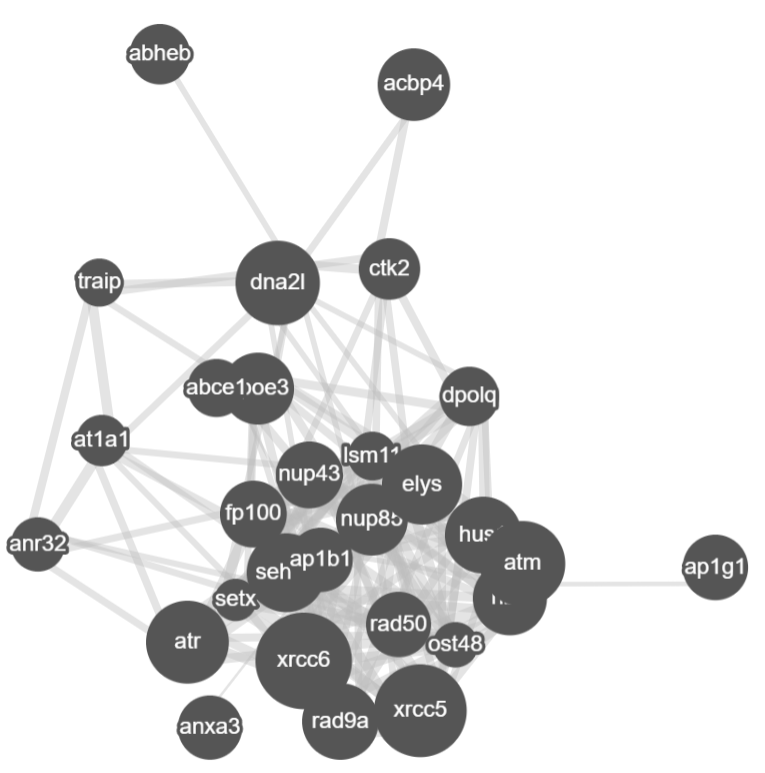 abheb
acbp4
ctk2
traip
dna2l
abce1
dpolq
at1a1
lsm11
nup43
elys
fp100
nup85
hus
anr32
atm
ap1b1
ap1g1
seh
setx
rad50
atr
ost48
xrcc6
xrcc5
rad9a
anxa3